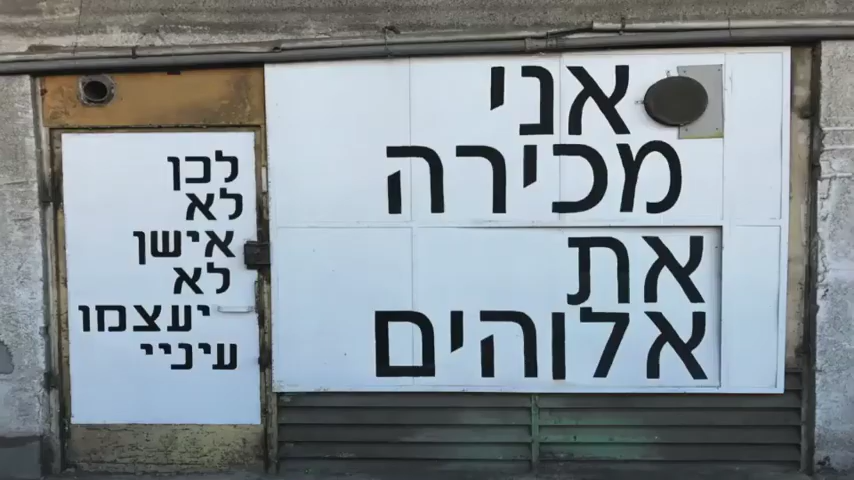 אני
מכירה
את
אלוהים
לכן
לא
אישן
לא
יעצמו
עיניי